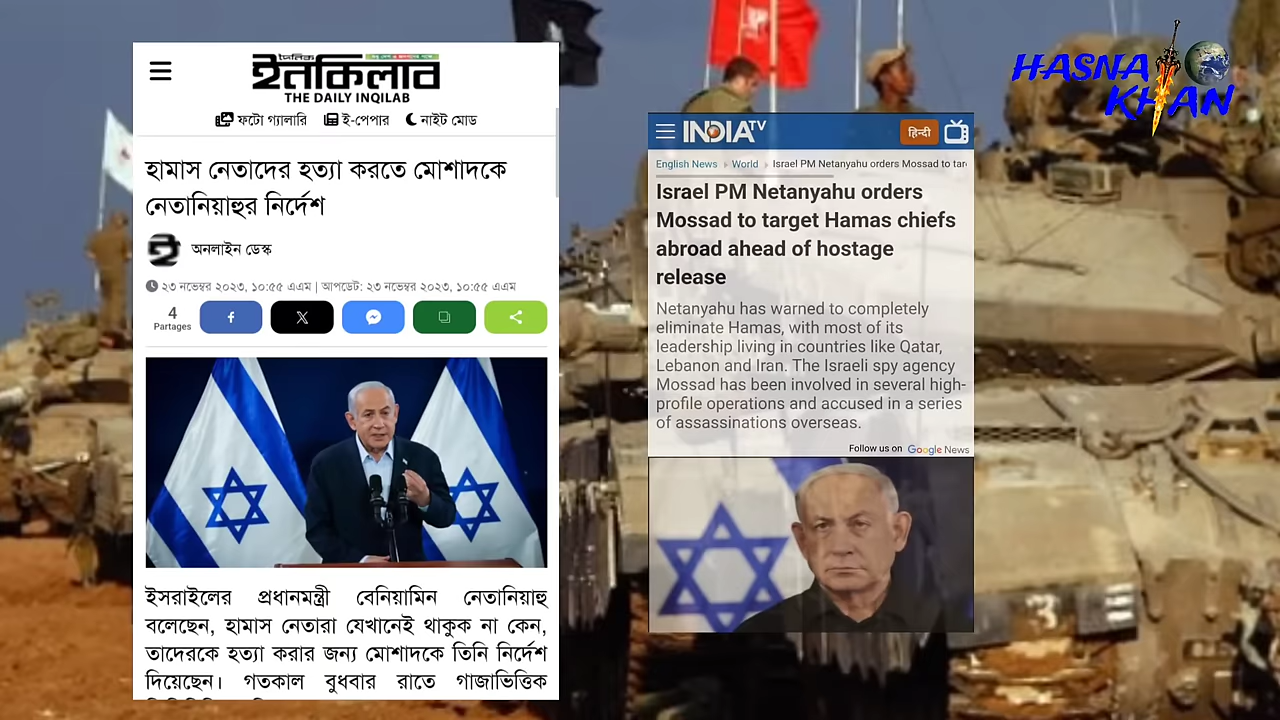 দৈনিক
ইনকিলাব
THE DAILY INQILAB
ফটো গ্যালারি ই-পেপার নাইট মোড
হামাস নেতাদের হত্যা করতে মোশাদকে
নেতানিয়াহুর নির্দেশ
অনলাইন ডেস্ক
২৩ নভেম্বর ২০২৩, ১০:৫৫ এএম | আপডেট: ২৩ নভেম্বর ২০২৩, ১০:৫৫ এএম
4
Partages
ইসরাইলের প্রধানমন্ত্রী বেনিয়ামিন নেতানিয়াহু
বলেছেন, হামাস নেতারা যেখানেই থাকুক না কেন,
তাদেরকে হত্যা করার জন্য মোশাদকে তিনি নির্দেশ
দিয়েছেন। গতকাল বুধবার রাতে গাজাভিত্তিক
INDIA TV
हिन्दी
English News World Israel PM Netanyahu orders Mossad to tar
Israel PM Netanyahu orders
Mossad to target Hamas chiefs
abroad ahead of hostage
release
Netanyahu has warned to completely
eliminate Hamas, with most of its
leadership living in countries like Qatar,
Lebanon and Iran. The Israeli spy agency
Mossad has been involved in several high-
profile operations and accused in a series
of assassinations overseas.
Follow us on Google News
HASNA
KHAN
3